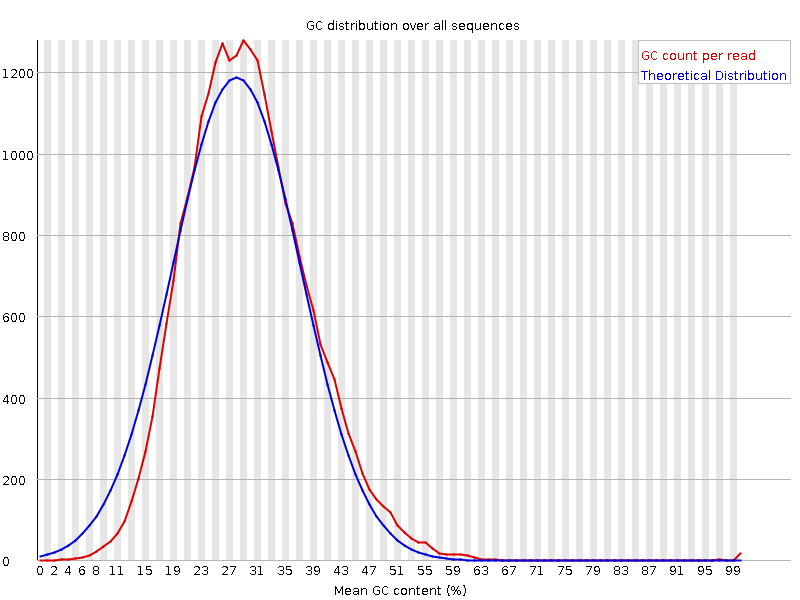 GC distribution over all sequences
GC count per read
Theoretical Distribution
1200
1000
800
600
400
200
0
0 2 4 6 8 11 15 19 23 27 31 35 39 43 47 51 55 59 63 67 71 75 79 83 87 91 95 99
Mean GC content (%)